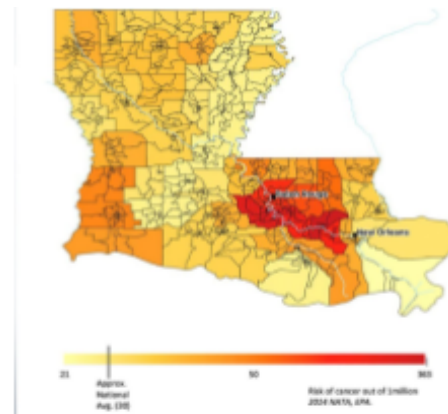 Baton Rouge
New Orleans
21
50
Approx.
National
Avg. (30)
Risk of cancer out of 1million
2014 NATA, EPA.